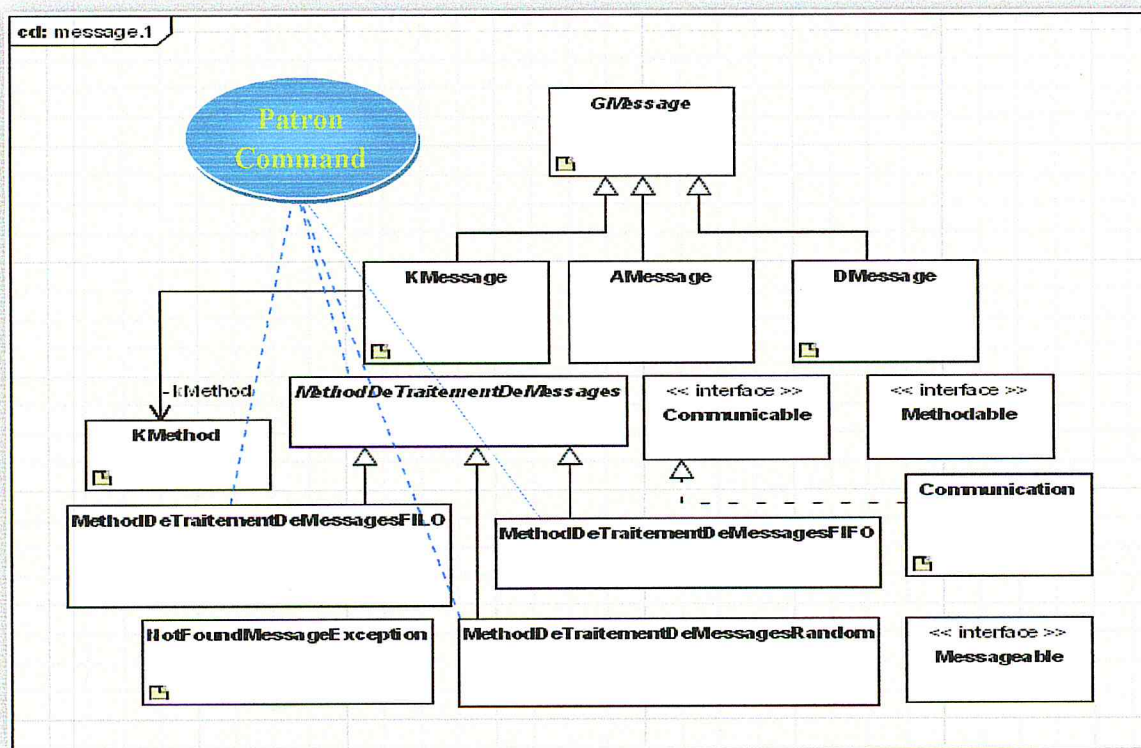 cd: message.1
Patron
Command
GMessage
KMessage
AMessage
DMessage
-kMethod
MethodDeTraitementDeMessages
<< interface >>
Communicable
<< interface >>
Methodable
KMethod
Communication
MethodDeTraitementDeMessagesFILO
MethodDeTraitementDeMessagesFIFO
NotFoundMessageException
MethodDeTraitementDeMessagesRandom
<< interface >>
Messageable